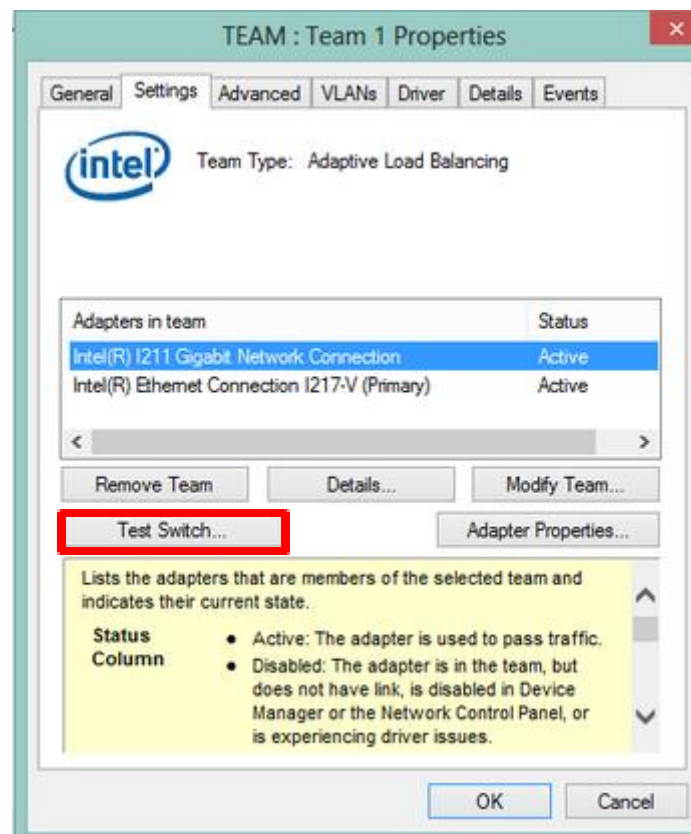 TEAM : Team 1 Properties
General Settings Advanced VLANs Driver Details Events
intel Team Type: Adaptive Load Balancing
Adapters in team Status
Intel(R) I211 Gigabit Network Connection Active
Intel(R) Ethernet Connection I217-V (Primary) Active
Remove Team Details... Modify Team...
Test Switch... Adapter Properties...
Lists the adapters that are members of the selected team and
indicates their current state.
Status
Column
• Active: The adapter is used to pass traffic.
• Disabled: The adapter is in the team, but
does not have link, is disabled in Device
Manager or the Network Control Panel, or
is experiencing driver issues.
OK Cancel